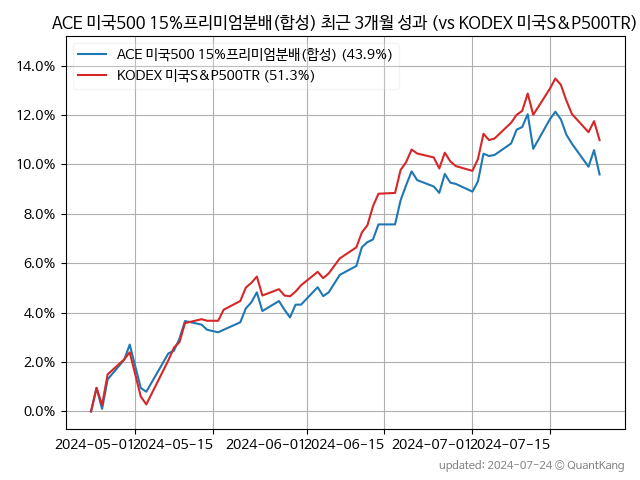 ACE 미국500 15%프리미엄분배(합성) 최근 3개월 성과 (vs KODEX 미국S&P500TR)
ACE 미국500 15%프리미엄분배(합성) (43.9%)
KODEX 미국S&P500TR (51.3%)
14.0%
12.0%
10.0%
8.0%
6.0%
4.0%
2.0%
0.0%
2024-05-01 2024-05-15 2024-06-01 2024-06-15 2024-07-01 2024-07-15
updated: 2024-07-24 © QuantKang